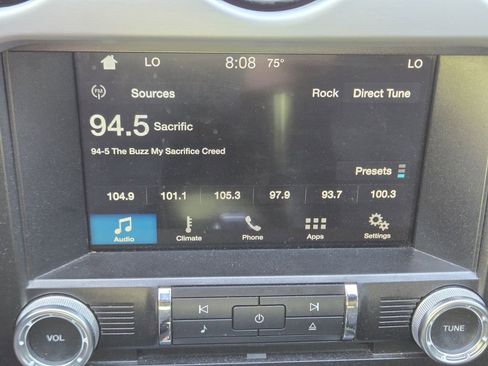 LO 8:08 75° LO
FM Sources Rock Direct Tune
94.5 Sacrific
94-5 The Buzz My Sacrifice Creed
Presets
104.9 101.1 105.3 97.9 93.7 100.3
Audio Climate Phone Apps Settings
VOL TUNE